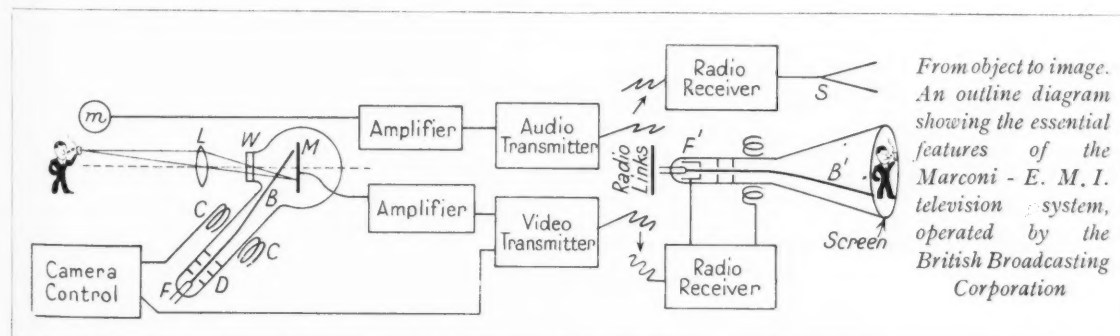 m
L
W
M
B
C
C
F
D
Camera
Control
Amplifier
Audio
Transmitter
Amplifier
Video
Transmitter
Radio Links
Radio
Receiver
S
F'
B'
Screen
Radio
Receiver
From object to image.
An outline diagram
showing the essential
features of the
Marconi - E. M. I.
television system,
operated by the
British Broadcasting
Corporation